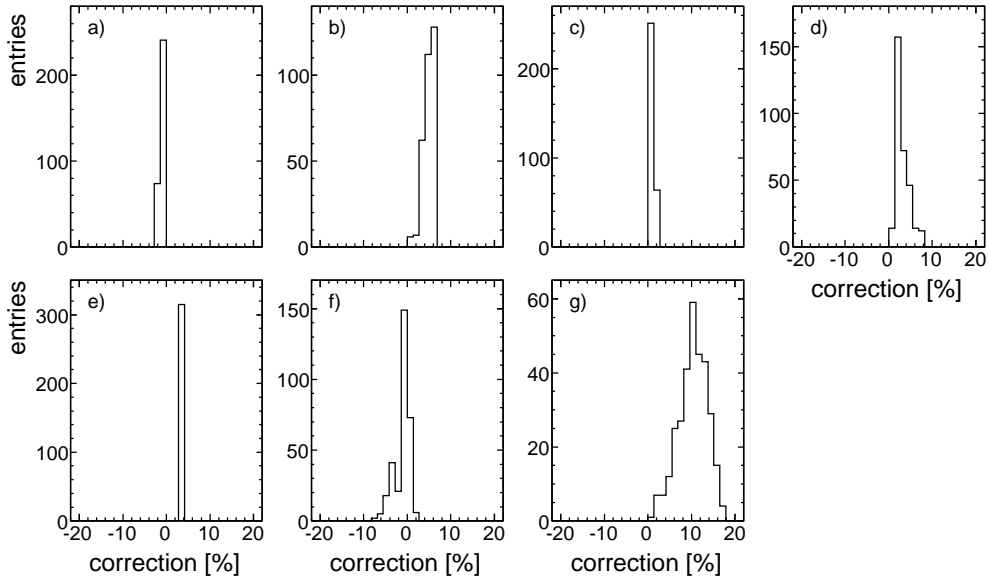 a) b) c) d)
entries
200 100 0
100 50 0
200 100 0
150 100 50 0
-20 -10 0 10 20
correction [%]
e) f) g)
entries
300 200 100 0
150 100 50 0
60 40 20 0
-20 -10 0 10 20 -20 -10 0 10 20 -20 -10 0 10 20
correction [%] correction [%] correction [%]